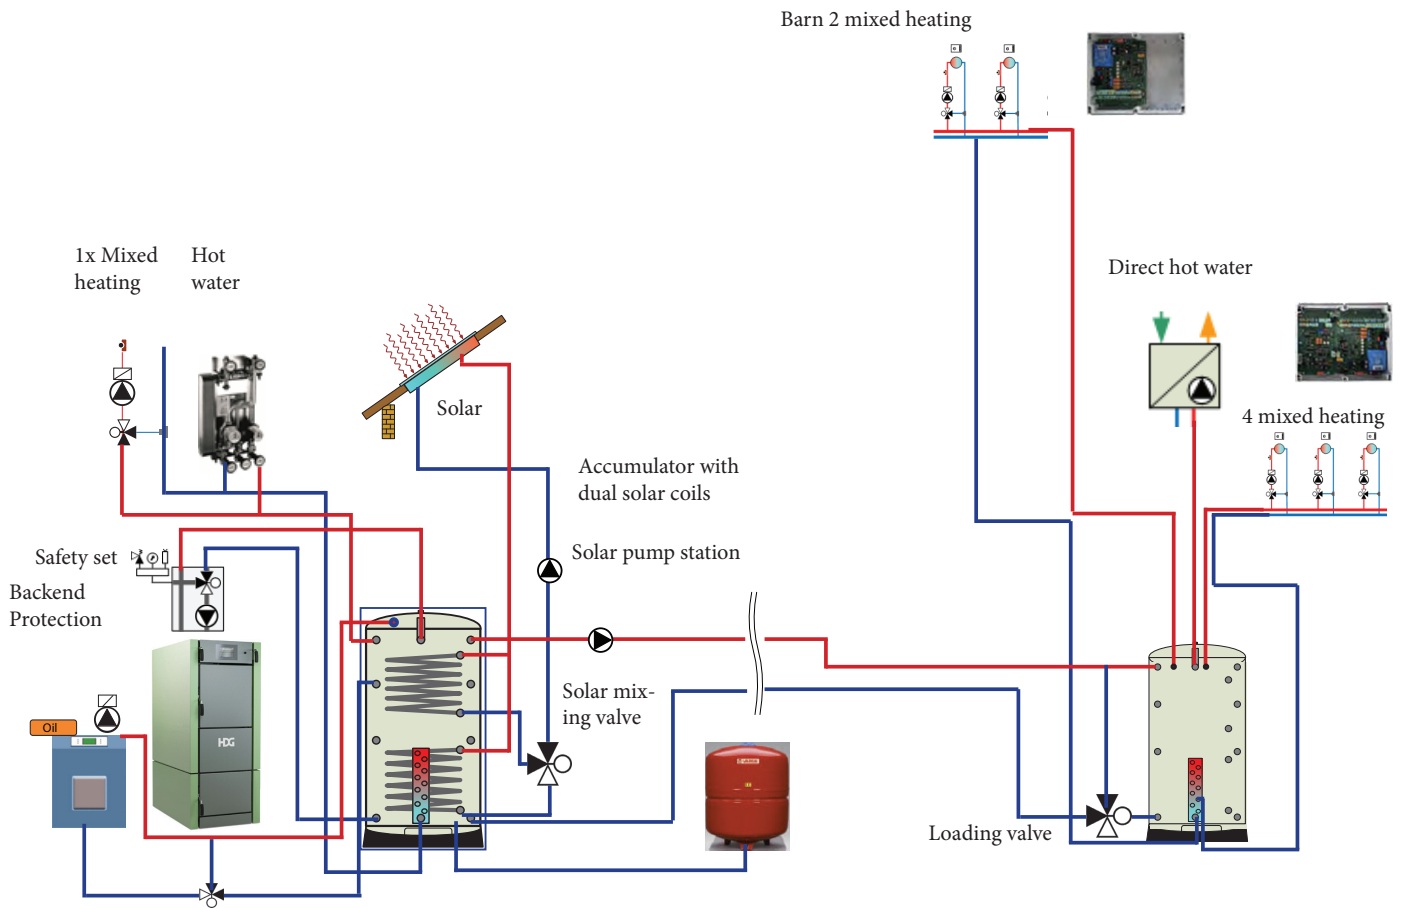 Barn 2 mixed heating
1x Mixed
heating
Hot
water
Direct hot water
Solar
4 mixed heating
Accumulator with
dual solar coils
Solar pump station
Safety set
Backend
Protection
Solar mix-
ing valve
Oil
HDG
Loading valve